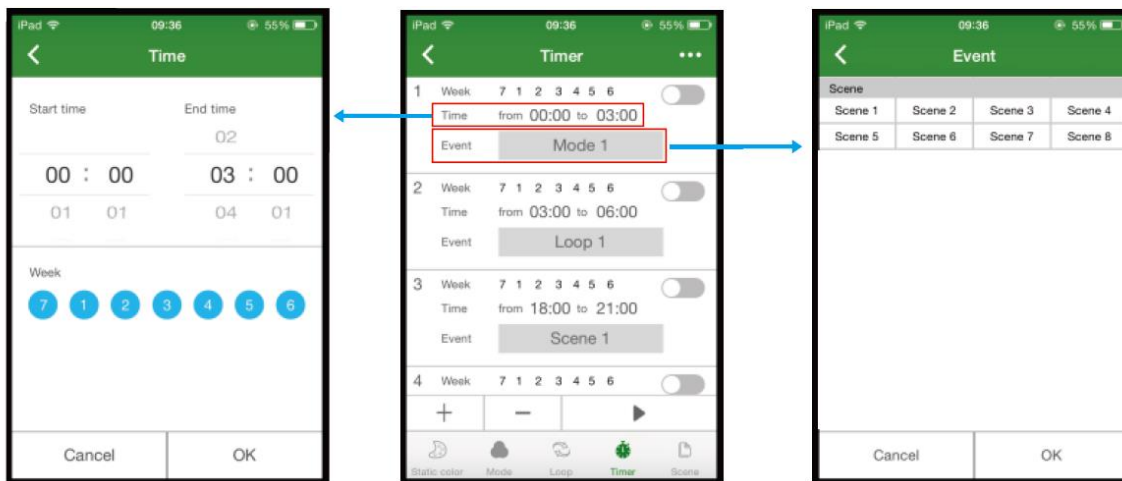 iPad 09:36 55%
Time
Start time End time
02
00 : 00 03 : 00
01 01 04 01
Week
7 1 2 3 4 5 6
Cancel OK
iPad 09:36 55%
Timer
1 Week 7 1 2 3 4 5 6
Time from 00:00 to 03:00
Event Mode 1
2 Week 7 1 2 3 4 5 6
Time from 03:00 to 06:00
Event Loop 1
3 Week 7 1 2 3 4 5 6
Time from 18:00 to 21:00
Event Scene 1
4 Week 7 1 2 3 4 5 6
+ −
Static color Mode Loop Timer Scene
iPad 09:36 55%
Event
Scene
Scene 1 Scene 2 Scene 3 Scene 4
Scene 5 Scene 6 Scene 7 Scene 8
Cancel OK